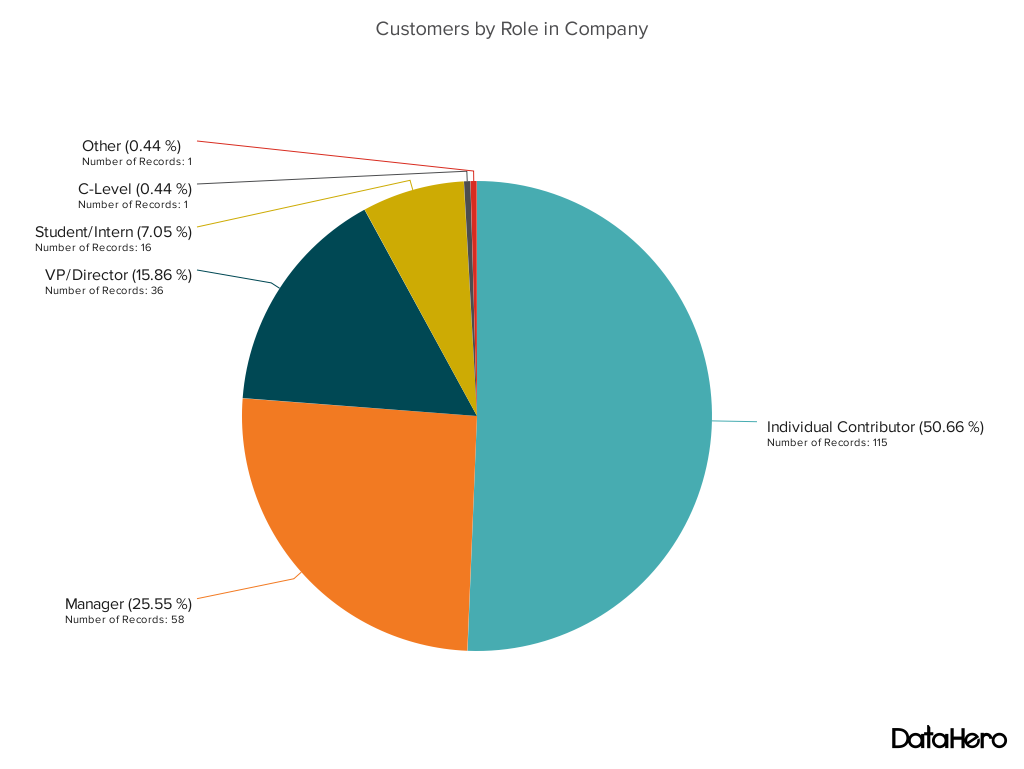 Customers by Role in Company
Other (0.44 %)
Number of Records: 1
C-Level (0.44 %)
Number of Records: 1
Student/Intern (7.05 %)
Number of Records: 16
VP/Director (15.86 %)
Number of Records: 36
Individual Contributor (50.66 %)
Number of Records: 115
Manager (25.55 %)
Number of Records: 58
DataHero